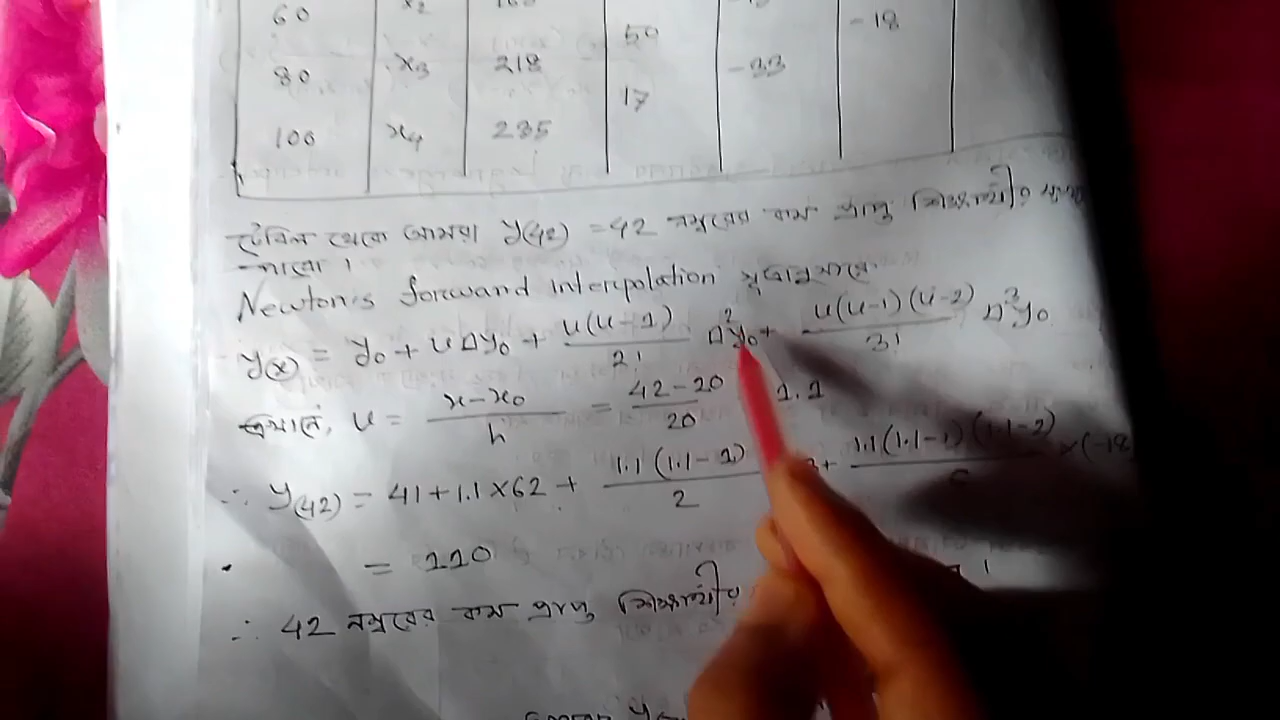 60
50
-18
80 x₃ 218
-33
17
100 x₄ 235
টেবিল থেকে আমরা y(42) = 42 নম্বরের কম প্রাপ্ত শিক্ষার্থীর
পাবো ।
Newton's forward interpolation সূত্রানুসারে
y(x) = y₀ + uΔy₀ + u(u-1)/2! Δ²y₀ + u(u-1)(u-2)/3! Δ³y₀
এখানে, u = x-x₀/h = 42-20/20 1.1
∴ y(42) = 41+1.1×62 + 1.1(1.1-1)/2 + 1.1(1.1-1)(1.1-2) ×(-18
= 110
∴ 42 নম্বরের কম প্রাপ্ত শিক্ষার্থীর